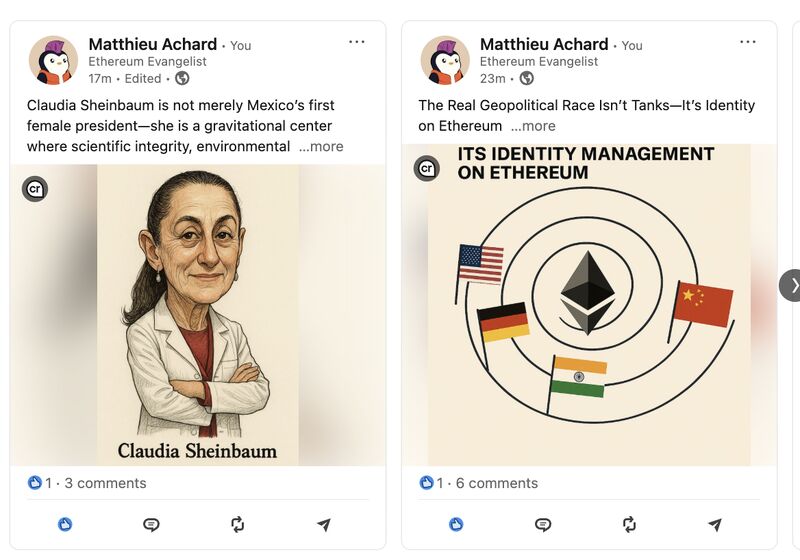 Matthieu Achard · You
Ethereum Evangelist
17m · Edited ·
Claudia Sheinbaum is not merely Mexico’s first
female president—she is a gravitational center
where scientific integrity, environmental ...more
cr
Claudia Sheinbaum
1 · 3 comments
Matthieu Achard · You
Ethereum Evangelist
23m ·
The Real Geopolitical Race Isn’t Tanks—It’s Identity
on Ethereum ...more
cr
ITS IDENTITY MANAGEMENT
ON ETHEREUM
1 · 6 comments